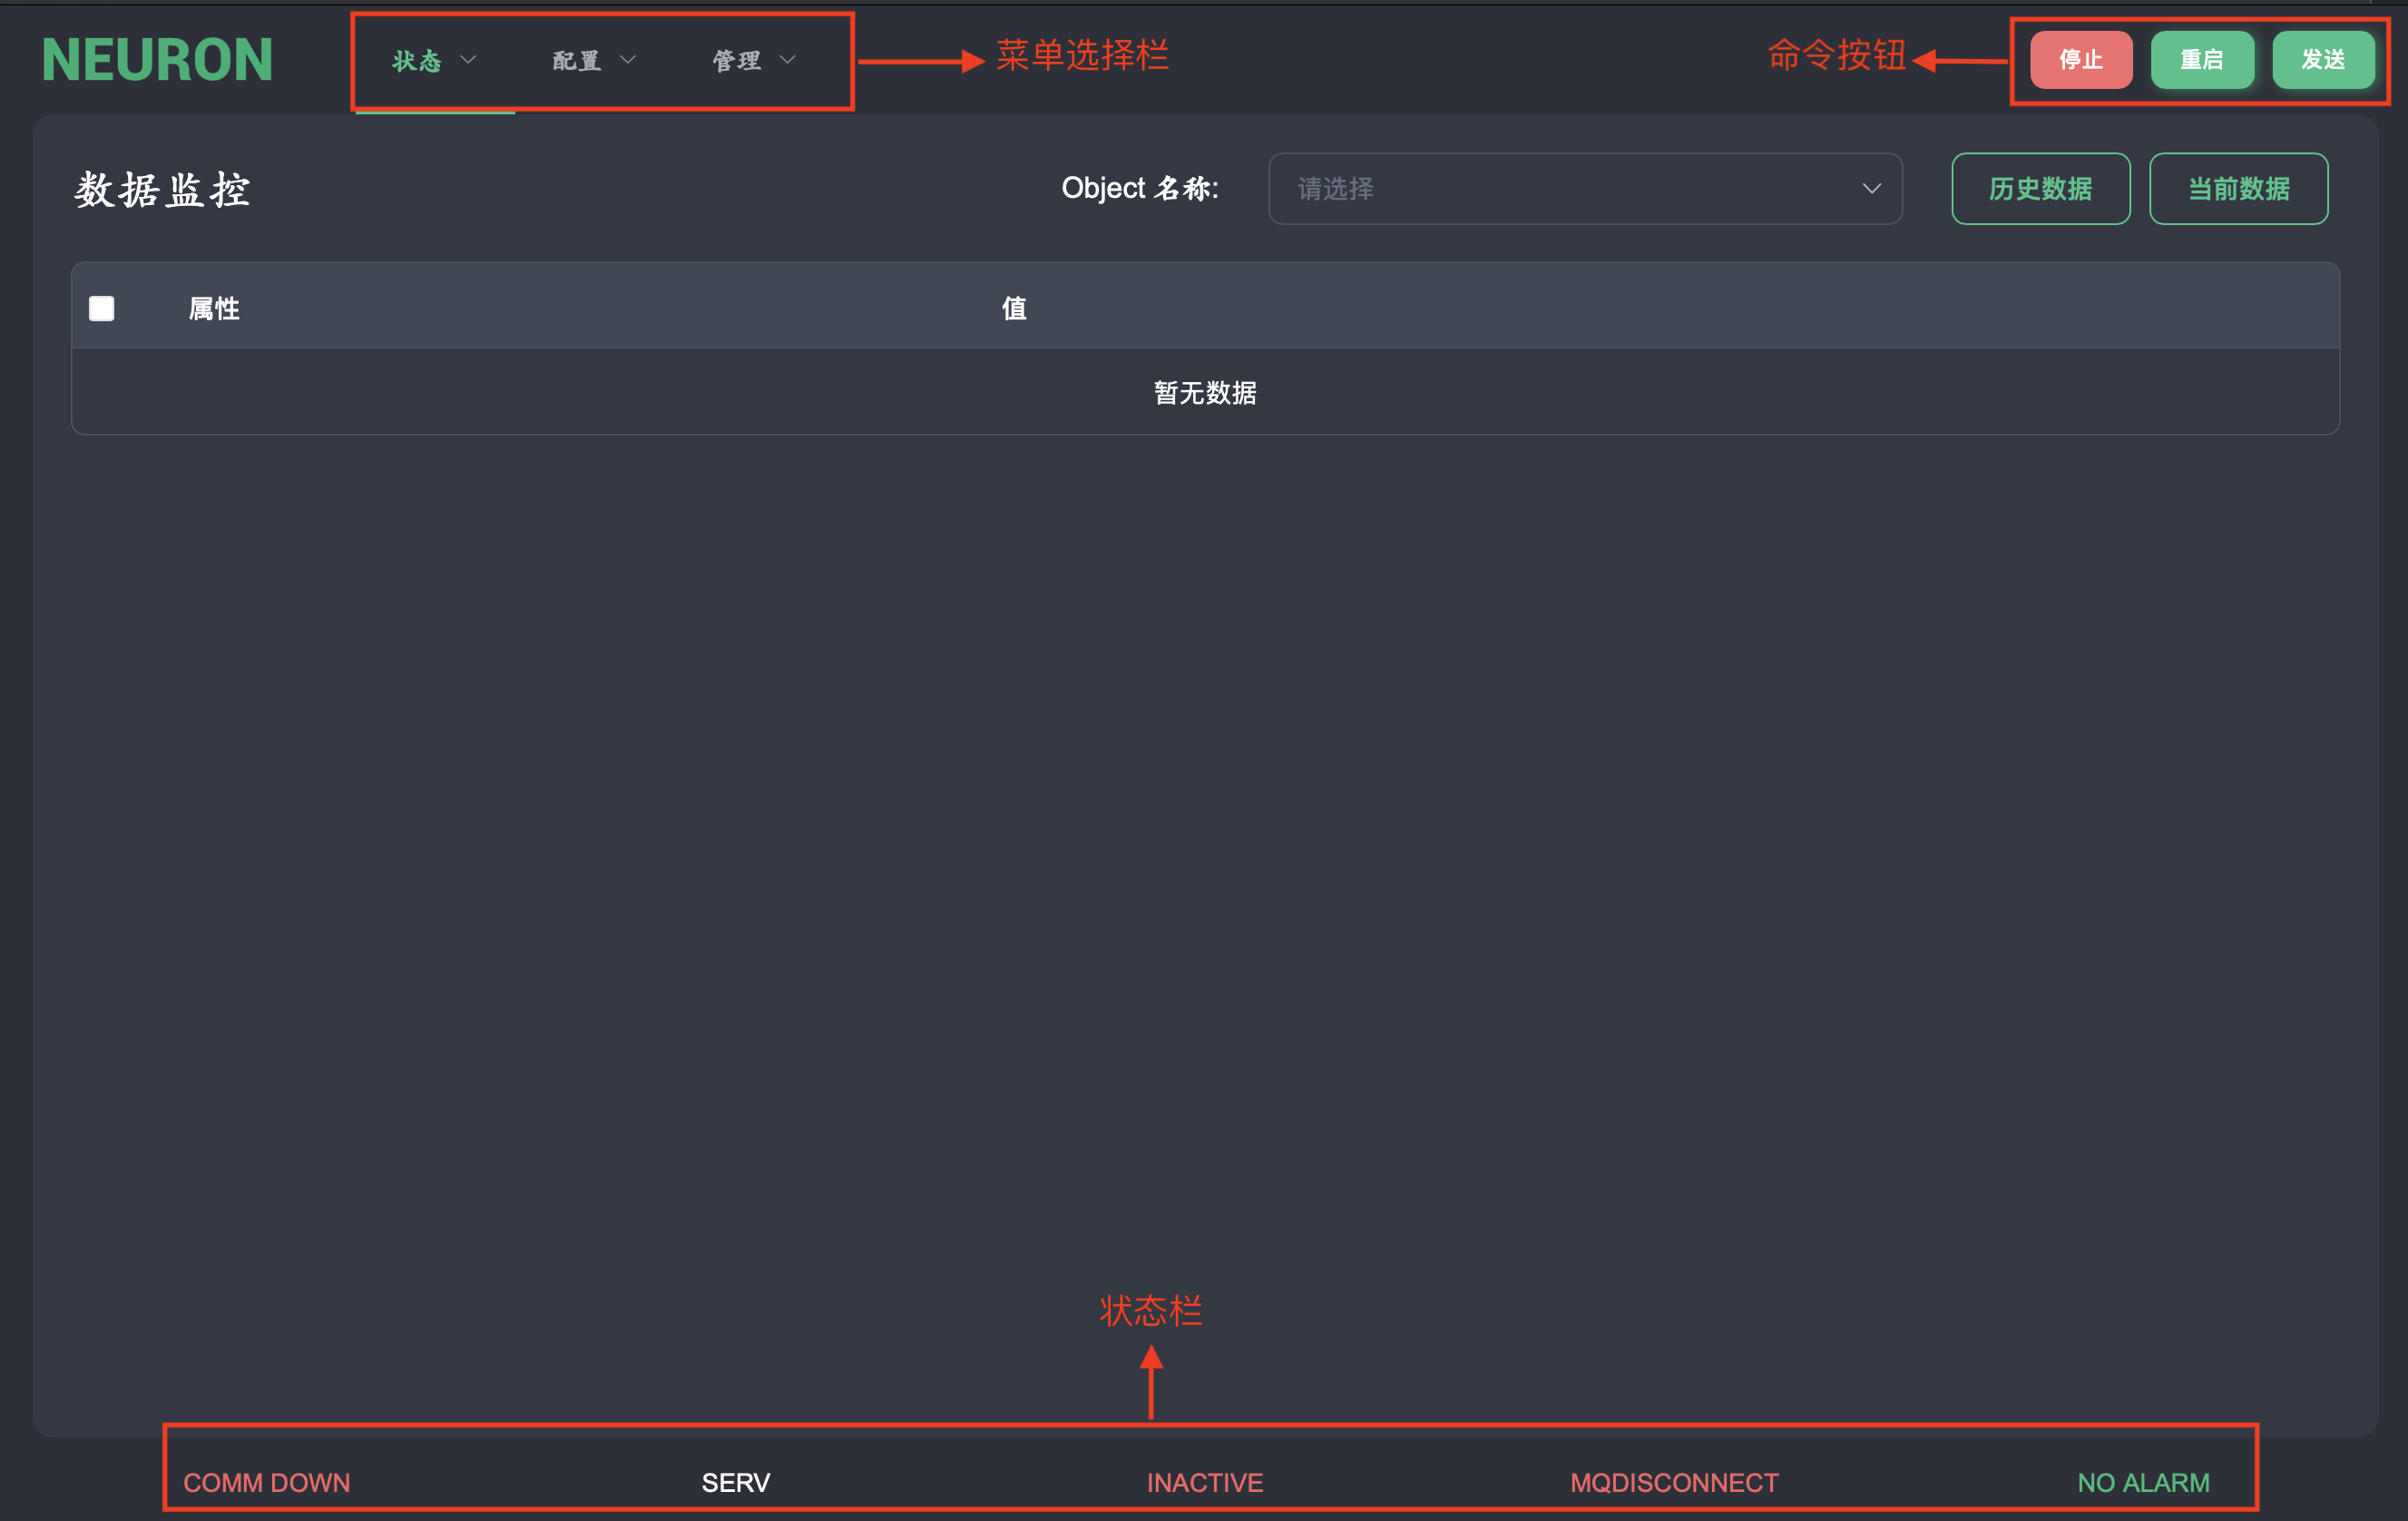 NEURON 状态 配置 管理 菜单选择栏 命令按钮 停止 重启 发送
数据监控 Object 名称: 请选择 历史数据 当前数据
属性 值
暂无数据
状态栏
COMM DOWN SERV INACTIVE MQDISCONNECT NO ALARM